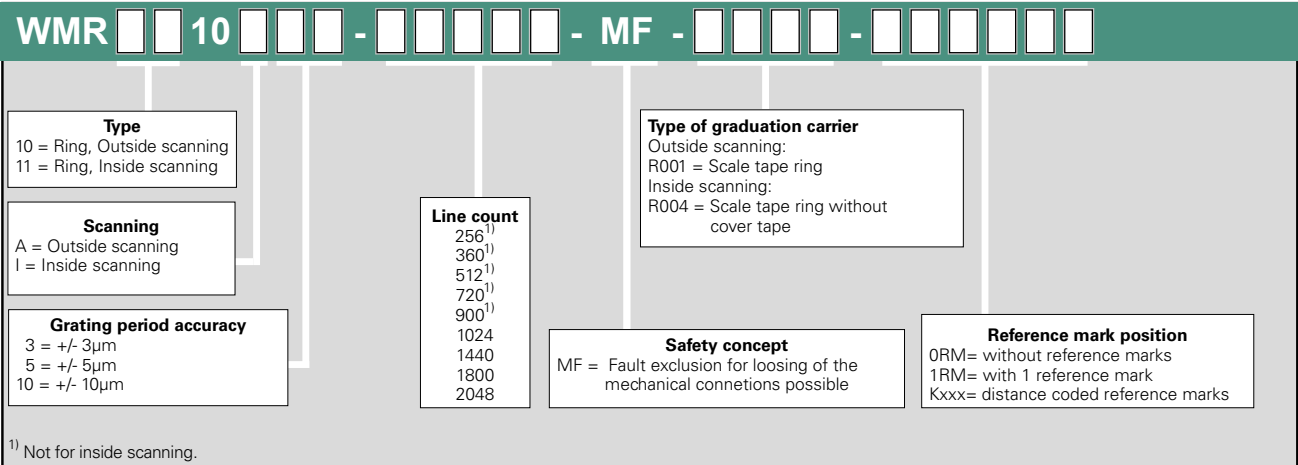 WMR 10 - - MF - -
Type
10 = Ring, Outside scanning
11 = Ring, Inside scanning
Scanning
A = Outside scanning
I = Inside scanning
Grating period accuracy
3 = +/- 3µm
5 = +/- 5µm
10 = +/- 10µm
Line count
256 1)
360 1)
512 1)
720 1)
900 1)
1024
1440
1800
2048
Safety concept
MF = Fault exclusion for loosing of the
mechanical connetions possible
Type of graduation carrier
Outside scanning:
R001 = Scale tape ring
Inside scanning:
R004 = Scale tape ring without
cover tape
Reference mark position
0RM= without reference marks
1RM= with 1 reference mark
Kxxx= distance coded reference marks
1) Not for inside scanning.